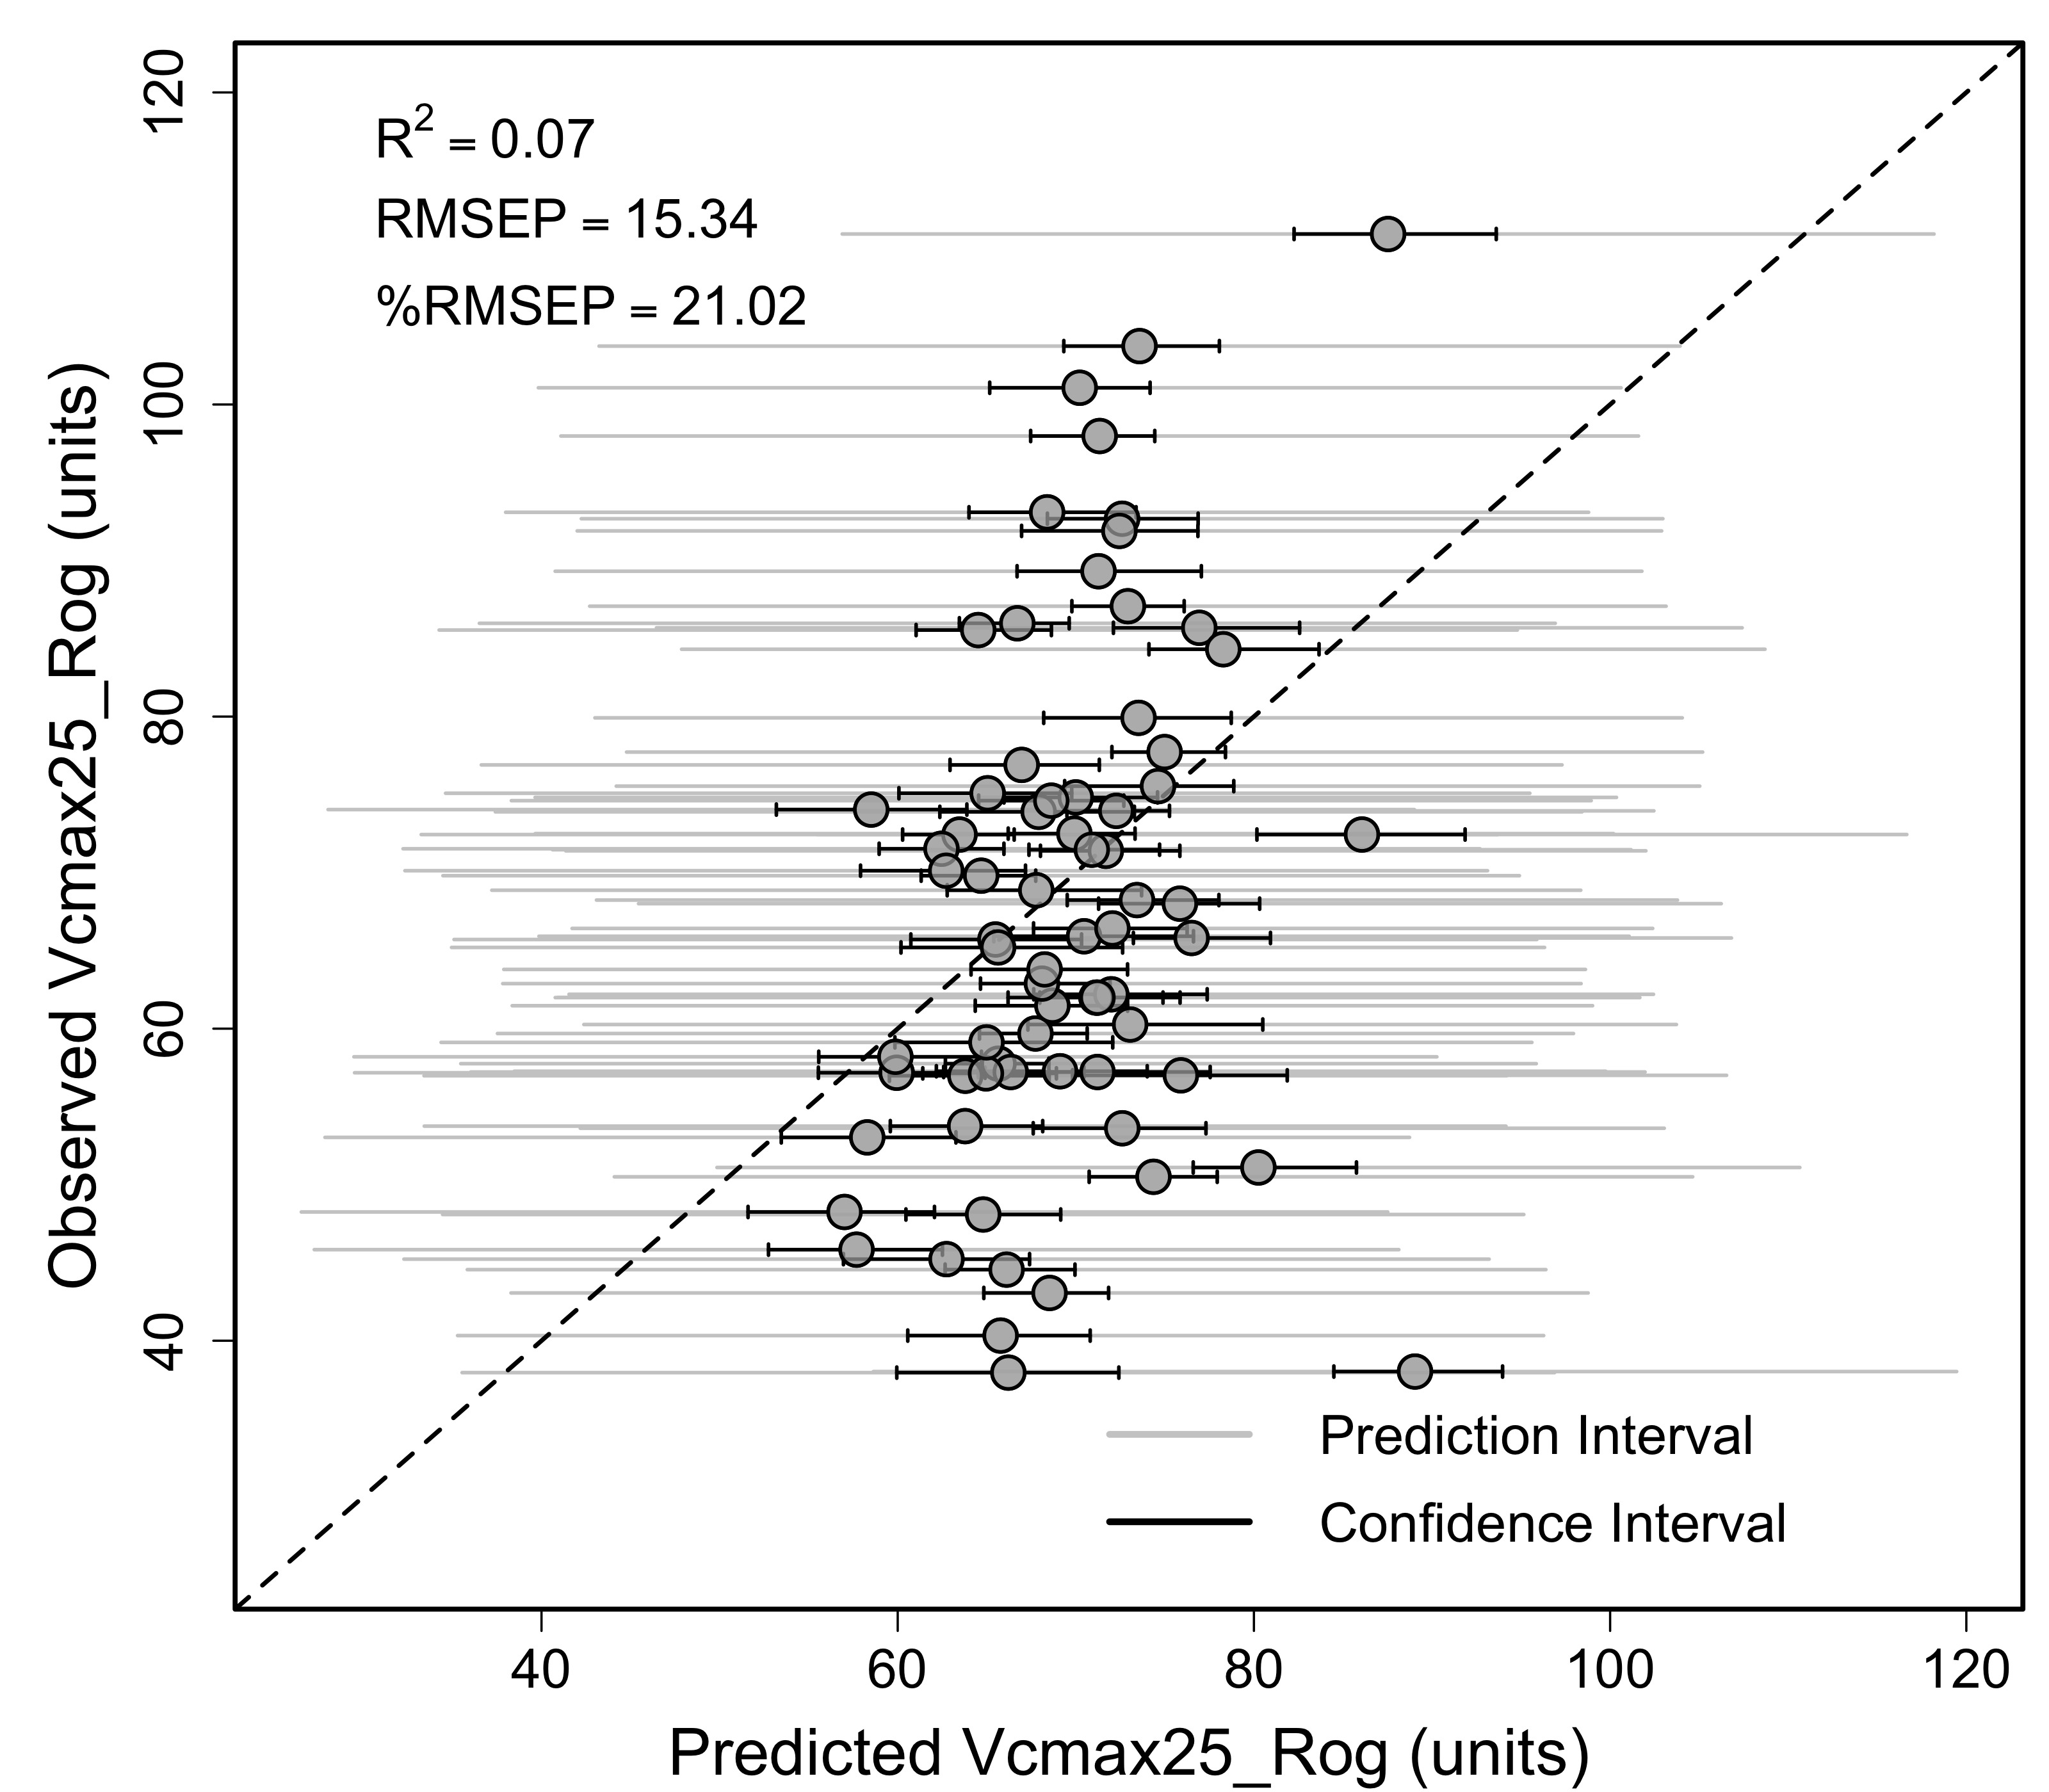 R² = 0.07
RMSEP = 15.34
%RMSEP = 21.02
Observed Vcmax25_Rog (units)
120
100
80
60
40
Prediction Interval
Confidence Interval
40 60 80 100 120
Predicted Vcmax25_Rog (units)